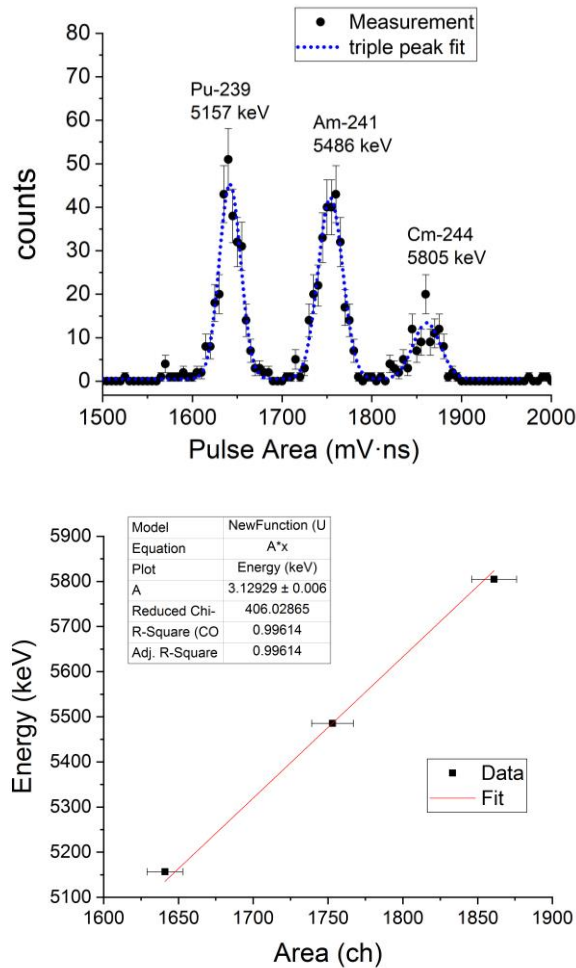 Measurement
triple peak fit
80
70
60
50
40
30
20
10
0
counts
Pu-239
5157 keV
Am-241
5486 keV
Cm-244
5805 keV
1500 1600 1700 1800 1900 2000
Pulse Area (mV·ns)
5900
5800
5700
5600
5500
5400
5300
5200
5100
Energy (keV)
Model NewFunction (U
Equation A*x
Plot Energy (keV)
A 3.12929 ± 0.006
Reduced Chi- 406.02865
R-Square (CO 0.99614
Adj. R-Square 0.99614
Data
Fit
1600 1650 1700 1750 1800 1850 1900
Area (ch)